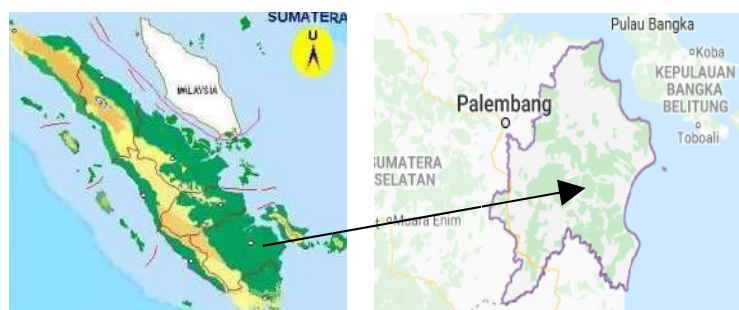 SUMATERA
U
MALAYSIA
Pulau Bangka
Koba
KEPULAUAN
BANGKA
BELITUNG
Toboali
Palembang
SUMATERA
SELATAN
Muara Enim